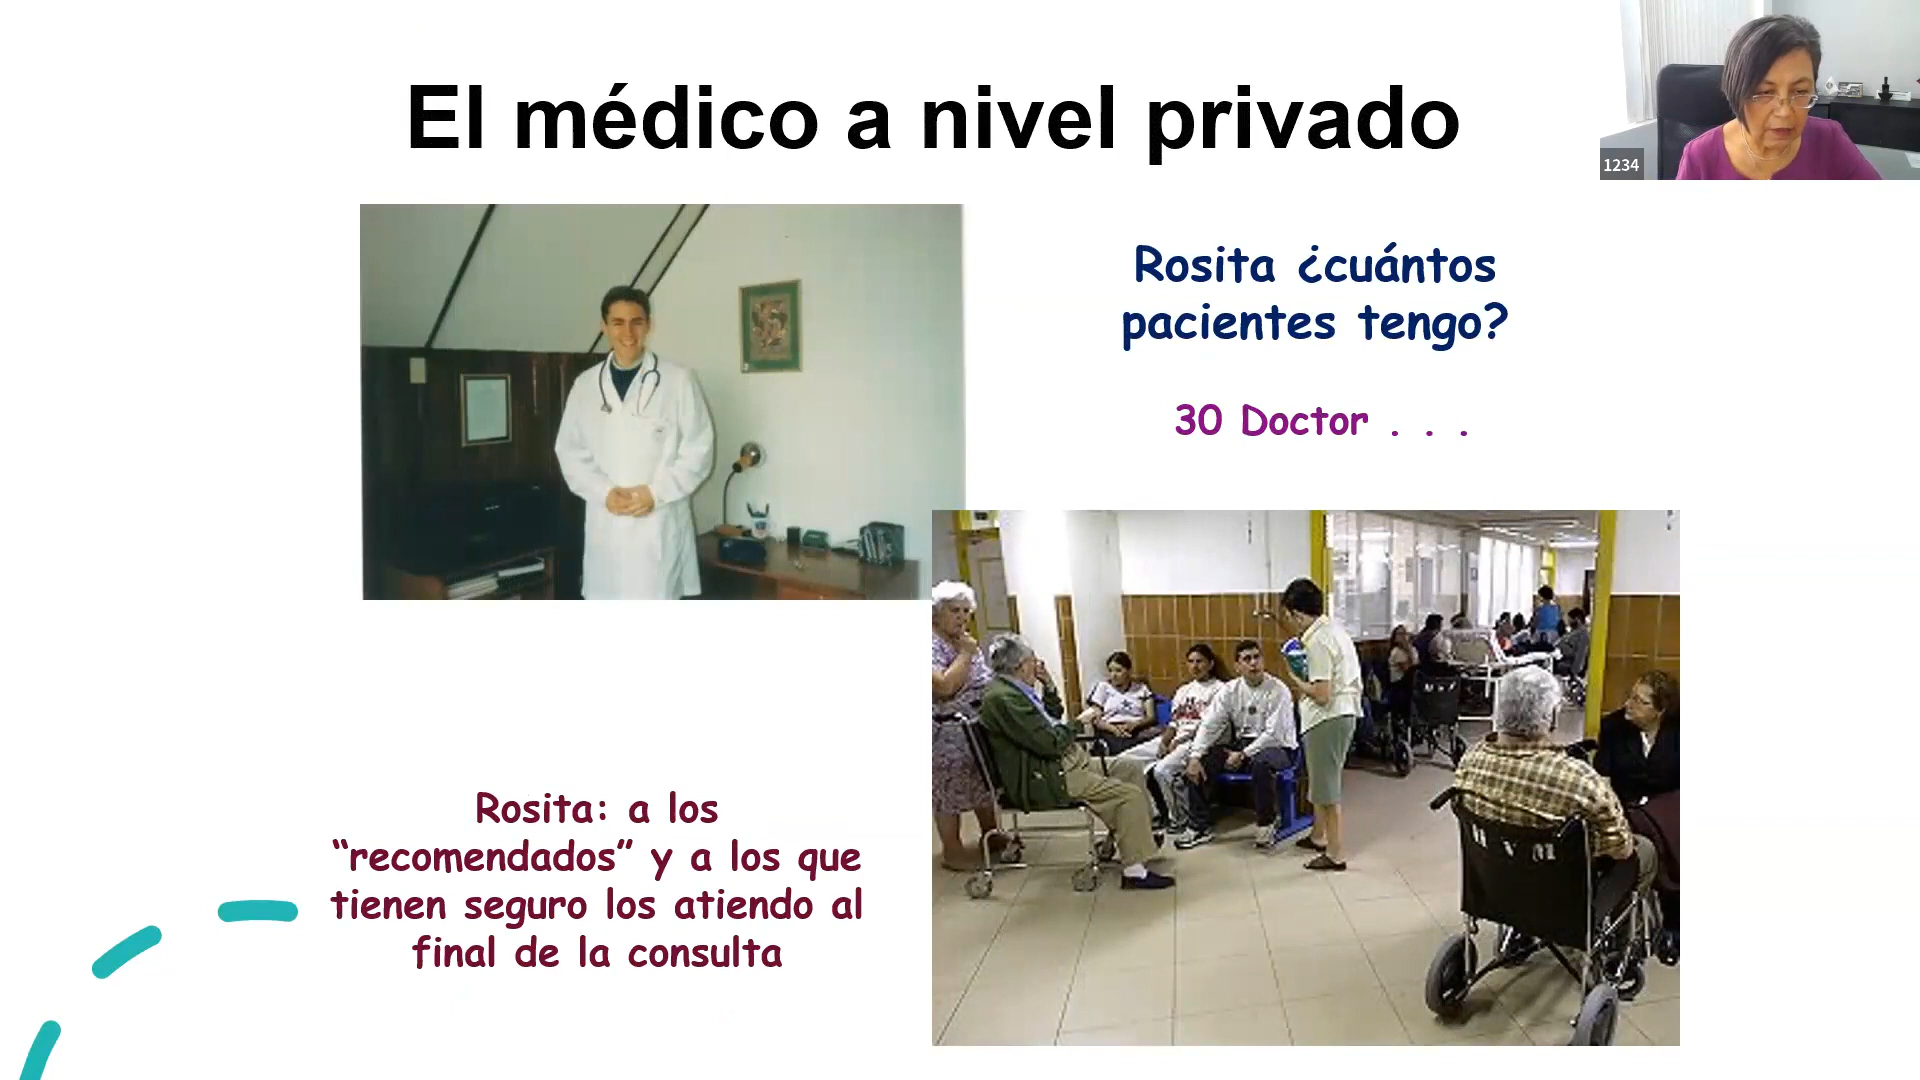 El médico a nivel privado
1234
Rosita ¿cuántos
pacientes tengo?
30 Doctor . . .
Rosita: a los
“recomendados” y a los que
tienen seguro los atiendo al
final de la consulta
H V M